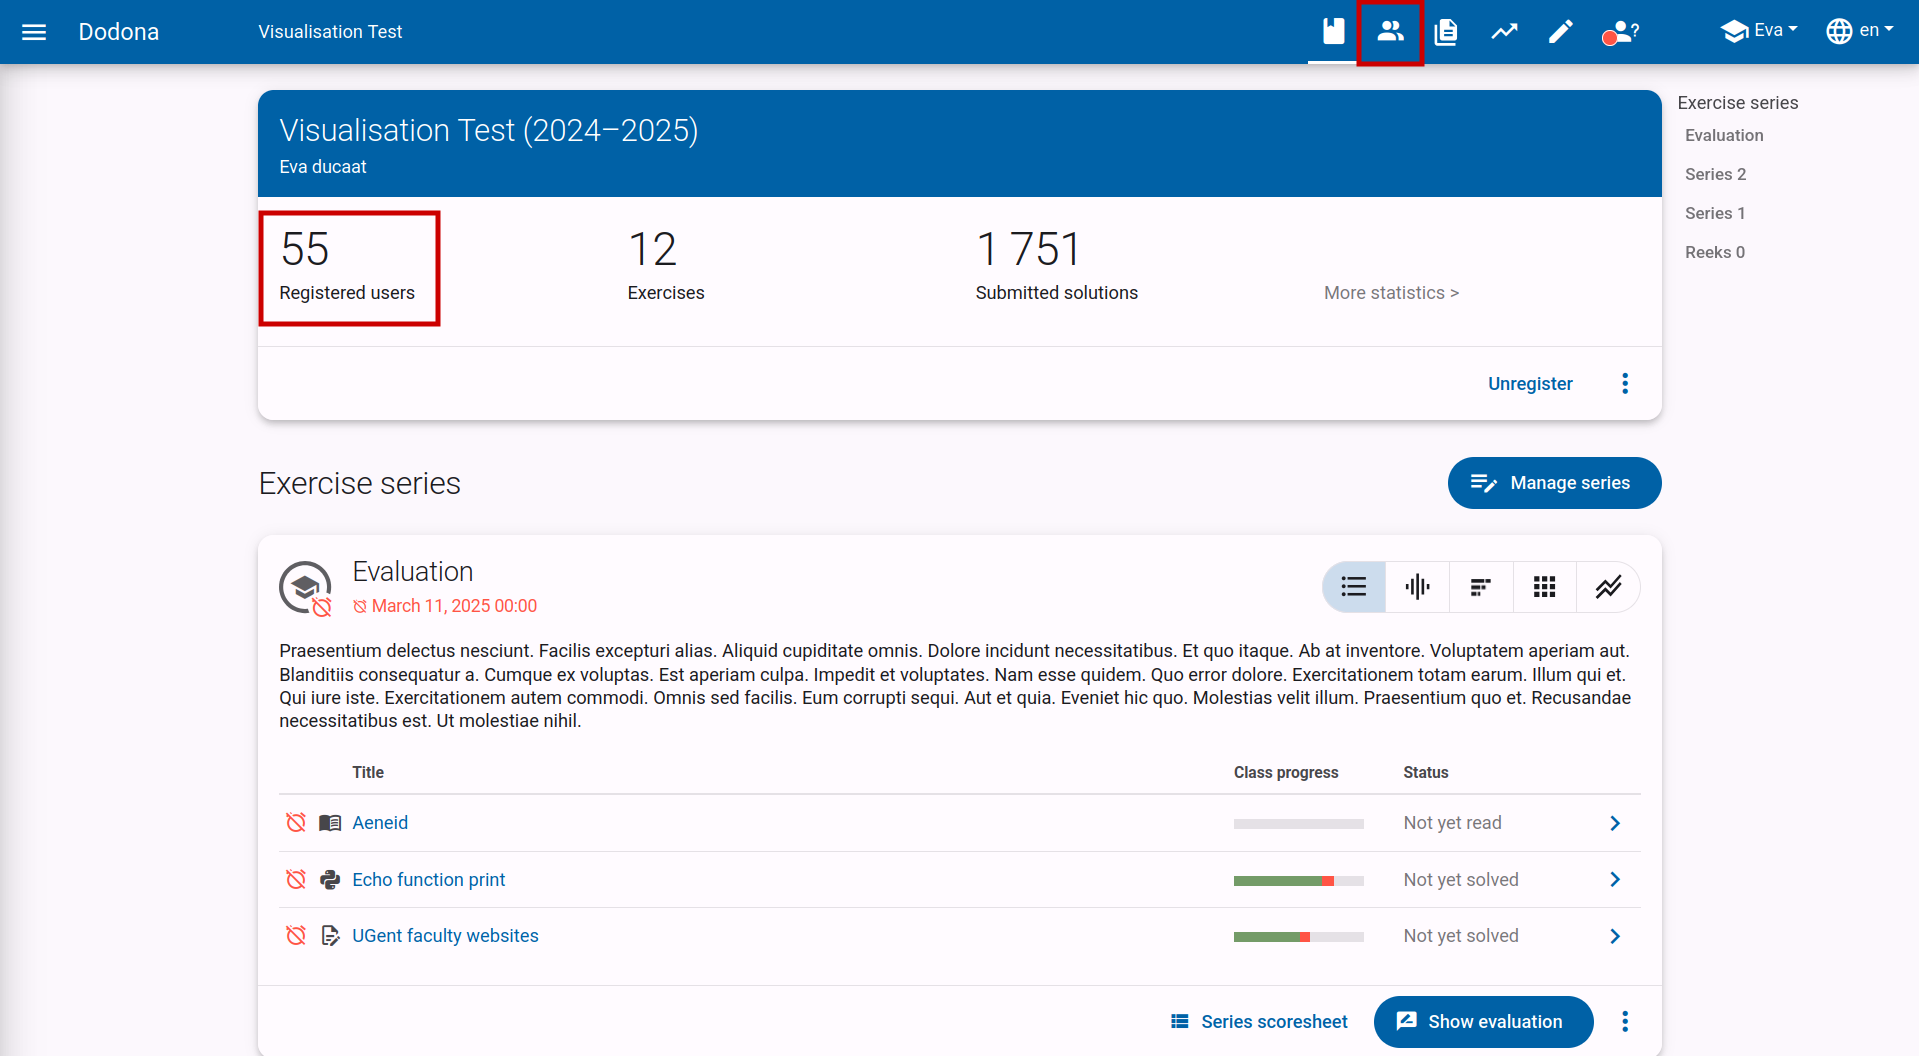 Dodona
Visualisation Test
?
Eva
en
Visualisation Test (2024–2025)
Eva ducaat
55
Registered users
12
Exercises
1 751
Submitted solutions
More statistics >
Unregister
Exercise series
Evaluation
Series 2
Series 1
Reeks 0
Exercise series
Manage series
Evaluation
March 11, 2025 00:00
Praesentium delectus nesciunt. Facilis excepturi alias. Aliquid cupiditate omnis. Dolore incidunt necessitatibus. Et quo itaque. Ab at inventore. Voluptatem aperiam aut.
Blanditiis consequatur a. Cumque ex voluptas. Est aperiam culpa. Impedit et voluptates. Nam esse quidem. Quo error dolore. Exercitationem totam earum. Illum qui et.
Qui iure iste. Exercitationem autem commodi. Omnis sed facilis. Eum corrupti sequi. Aut et quia. Eveniet hic quo. Molestias velit illum. Praesentium quo et. Recusandae
necessitatibus est. Ut molestiae nihil.
Title Class progress Status
Aeneid Not yet read
Echo function print Not yet solved
UGent faculty websites Not yet solved
Series scoresheet
Show evaluation